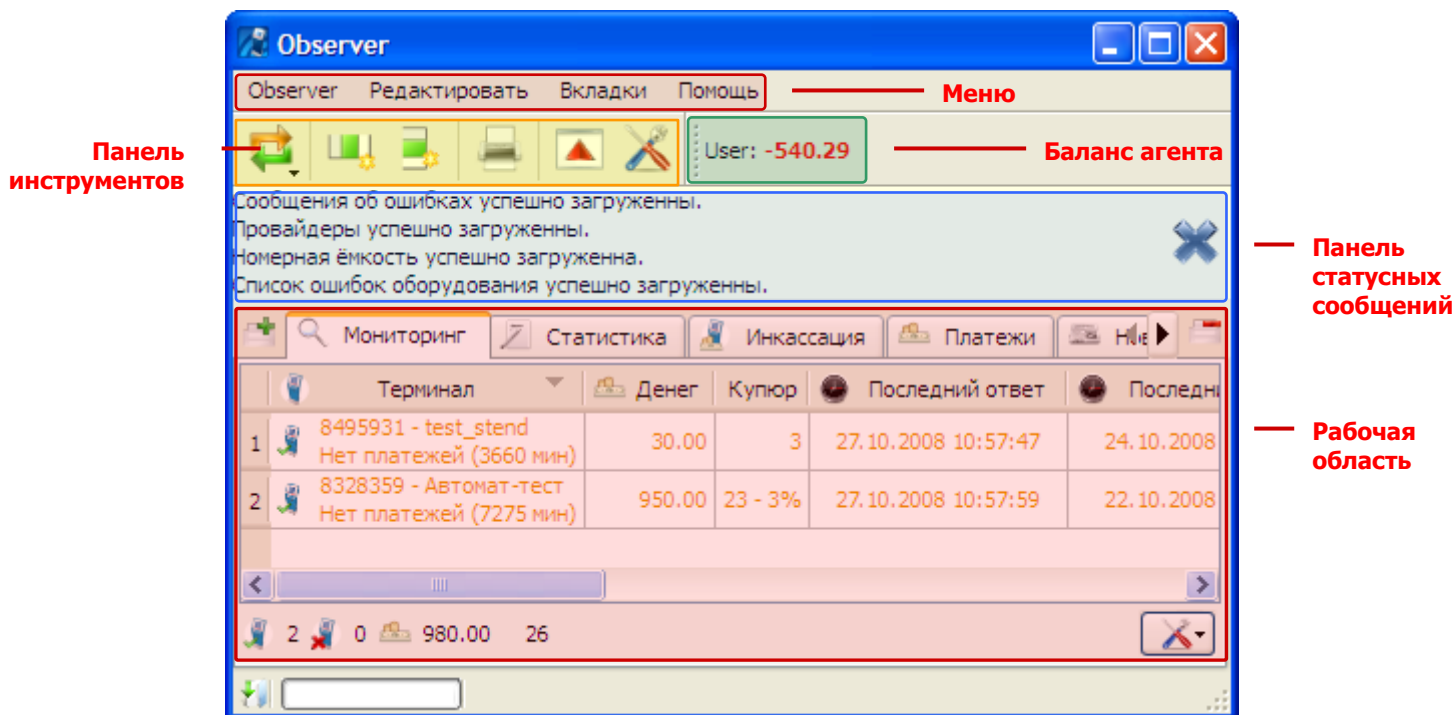 Observer
Observer Редактировать Вкладки Помощь
Меню
Панель
инструментов
User: -540.29
Баланс агента
Сообщения об ошибках успешно загруженны.
Провайдеры успешно загруженны.
Номерная ёмкость успешно загруженна.
Список ошибок оборудования успешно загруженны.
Панель
статусных
сообщений
Мониторинг Статистика Инкассация Платежи
Терминал Денег Купюр Последний ответ Последн
1 8495931 - test_stend 30.00 3 27.10.2008 10:57:47 24.10.2008
Нет платежей (3660 мин)
2 8328359 - Автомат-тест 950.00 23 - 3% 27.10.2008 10:57:59 22.10.2008
Нет платежей (7275 мин)
Рабочая
область
2 0 980.00 26